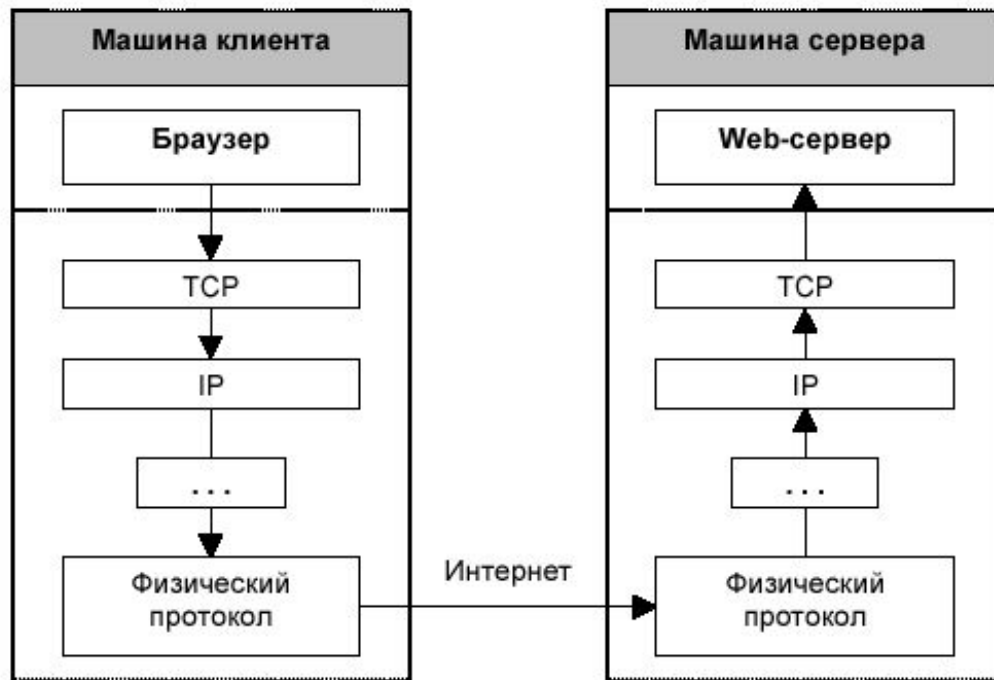 Машина клиента
Браузер
TCP
IP
. . .
Физический
протокол
Интернет
Машина сервера
Web-сервер
TCP
IP
. . .
Физический
протокол